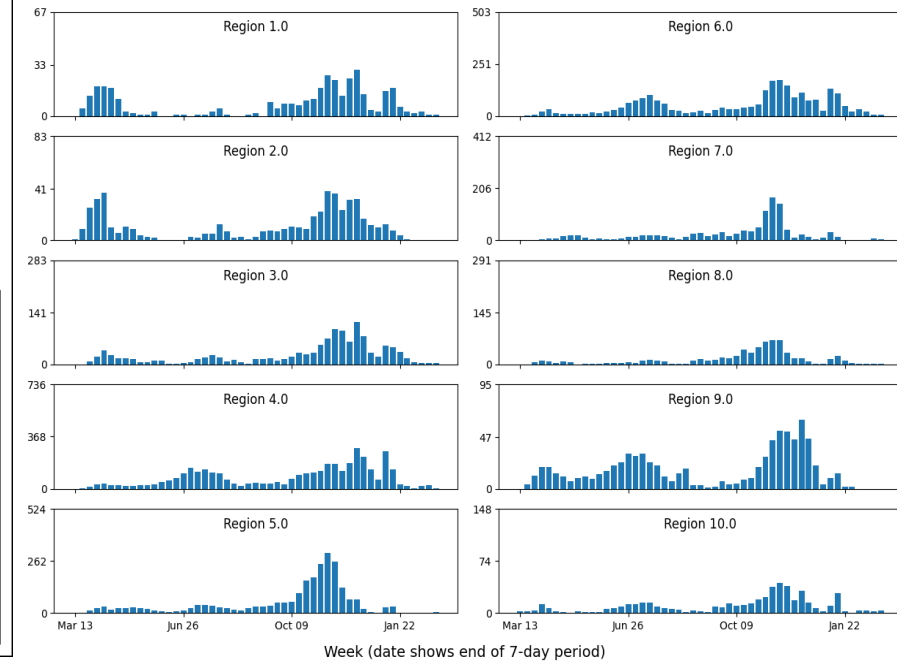 67
33
0
Region 1.0
503
251
0
Region 6.0
83
41
0
Region 2.0
412
206
0
Region 7.0
283
141
0
Region 3.0
291
145
0
Region 8.0
736
368
0
Region 4.0
95
47
0
Region 9.0
524
262
0
Region 5.0
148
74
0
Region 10.0
Mar 13 Jun 26 Oct 09 Jan 22 Mar 13 Jun 26 Oct 09 Jan 22
Week (date shows end of 7-day period)